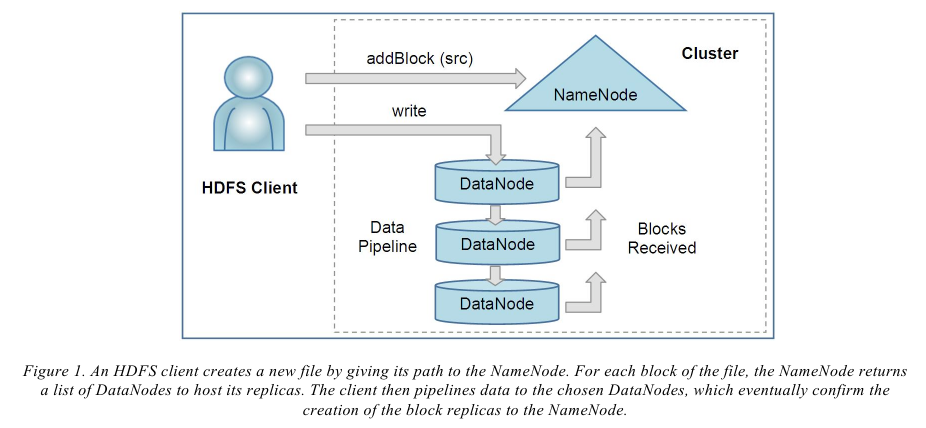 addBlock (src)
Cluster
NameNode
write
HDFS Client
DataNode
Data
Pipeline
DataNode
Blocks
Received
DataNode
Figure 1. An HDFS client creates a new file by giving its path to the NameNode. For each block of the file, the NameNode returns
a list of DataNodes to host its replicas. The client then pipelines data to the chosen DataNodes, which eventually confirm the
creation of the block replicas to the NameNode.